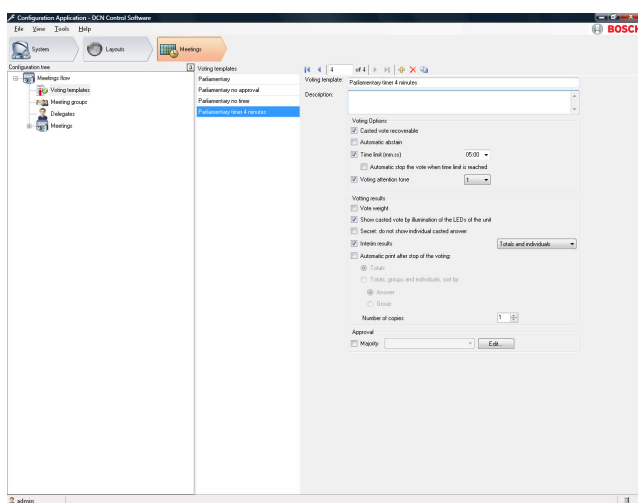 Configuration Application - DCN Control Software
File View Tools Help
BOSCH
System
Layouts
Meetings
Configuration tree
Meetings flow
Voting templates
Meeting groups
Delegates
Meetings
Voting templates
Parliamentary
Parliamentary no approval
Parliamentary no timer
Parliamentary timer 4 minutes
4 of 4
Voting template: Parliamentary timer 4 minutes
Description:
Voting Options
Casted vote recoverable
Automatic abstain
Time limit (mm:ss) 05:00
Automatic stop the vote when time limit is reached
Voting attention tone 1
Votting results
Vote weight
Show casted vote by illumination of the LEDs of the unit
Secret: do not show individual casted answer
Interim results Totals and individuals
Automatic print after stop of the voting:
Totals
Totals, groups and individuals, sort by:
Answer
Group
Number of copies 1
Approval
Majority Edit...
admin